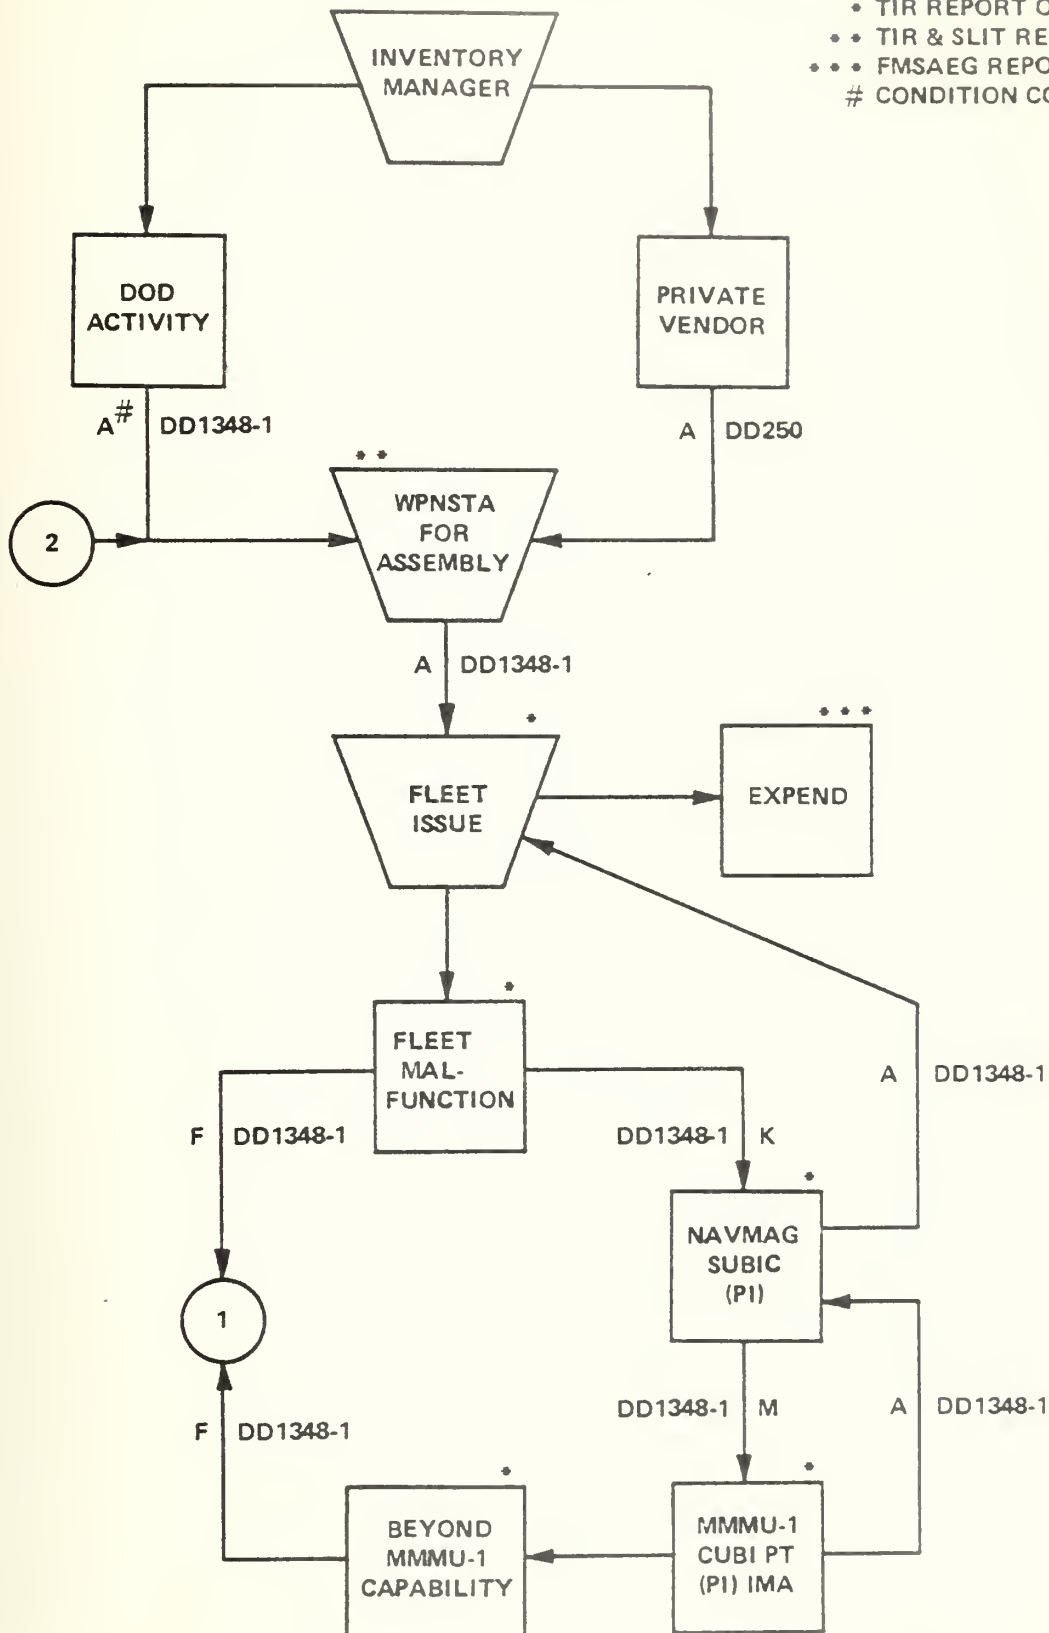 • TIR REPORT
•• TIR & SLIT
••• FMSAEG
# CONDITION
INVENTORY
MANAGER
DOD
ACTIVITY
PRIVATE
VENDOR
A# DD1348-1
A DD250
••
2
WPNSTA
FOR
ASSEMBLY
A DD1348-1
•
•••
FLEET
ISSUE
EXPEND
•
FLEET
MAL-
FUNCTION
A DD1348-1
F DD1348-1
DD1348-1 K
•
NAVMAG
SUBIC
(PI)
1
DD1348-1 M
A DD1348-1
F DD1348-1
•
•
BEYOND
MMMU-1
CAPABILITY
MMMU-1
CUBI PT
(PI) IMA